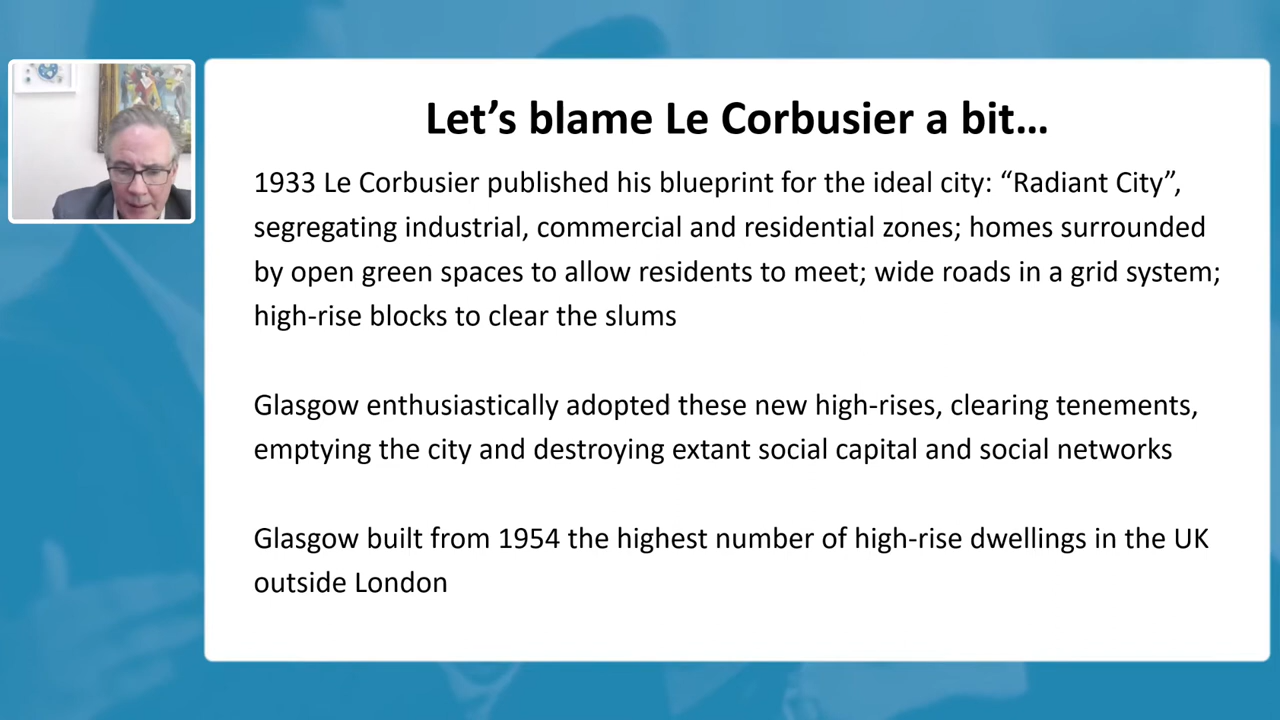 Let’s blame Le Corbusier a bit…
1933 Le Corbusier published his blueprint for the ideal city: “Radiant City”,
segregating industrial, commercial and residential zones; homes surrounded
by open green spaces to allow residents to meet; wide roads in a grid system;
high-rise blocks to clear the slums
Glasgow enthusiastically adopted these new high-rises, clearing tenements,
emptying the city and destroying extant social capital and social networks
Glasgow built from 1954 the highest number of high-rise dwellings in the UK
outside London